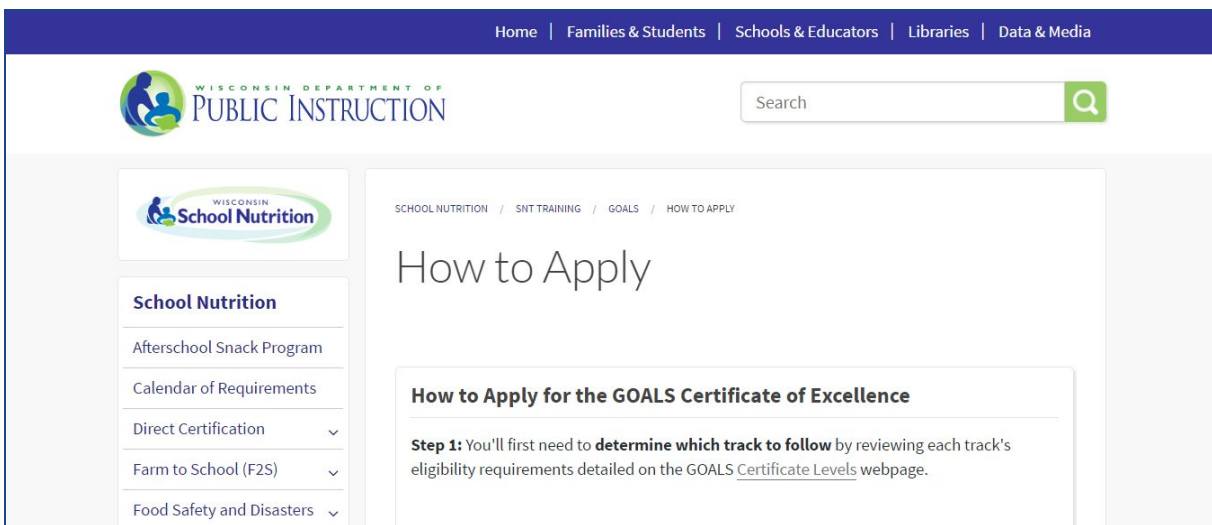 Home | Families & Students | Schools & Educators | Libraries | Data & Media
WISCONSIN DEPARTMENT OF
PUBLIC INSTRUCTION
Search
WISCONSIN
School Nutrition
SCHOOL NUTRITION / SNT TRAINING / GOALS / HOW TO APPLY
How to Apply
School Nutrition
Afterschool Snack Program
Calendar of Requirements
Direct Certification
Farm to School (F2S)
Food Safety and Disasters
How to Apply for the GOALS Certificate of Excellence
Step 1: You'll first need to determine which track to follow by reviewing each track's
eligibility requirements detailed on the GOALS Certificate Levels webpage.